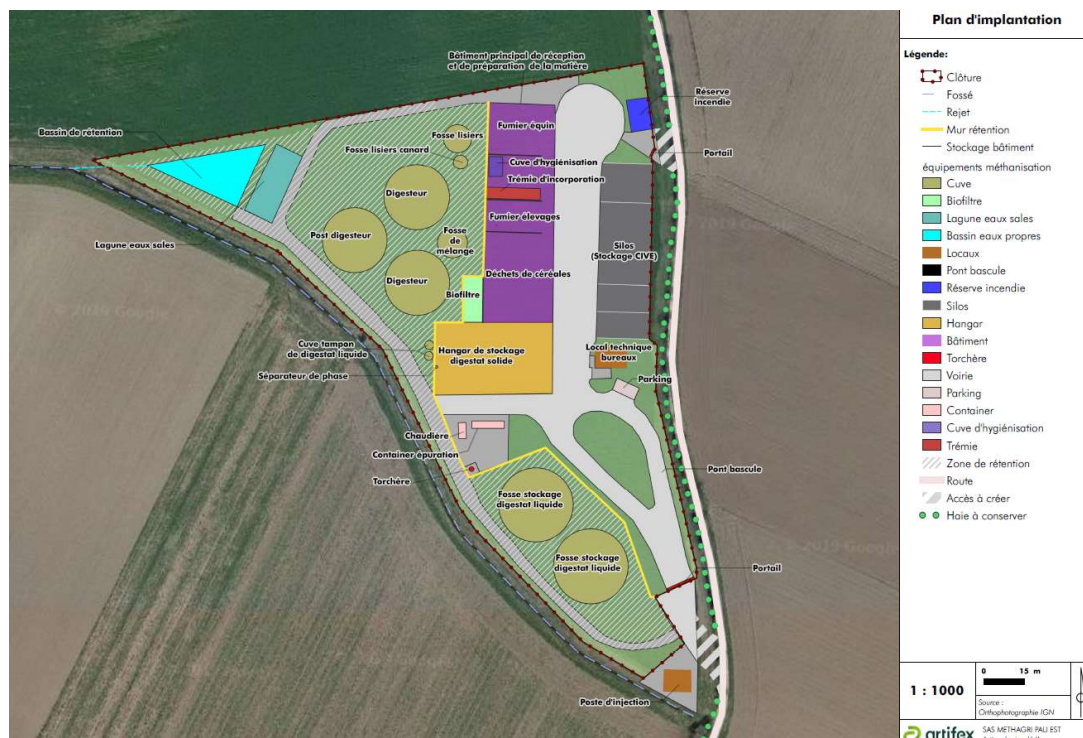 Plan d'implantation
Légende:
Clôture
Fossé
Rejet
Mur rétention
Stockage bâtiment
équipements méthanisation
Cuve
Biofiltre
Lagune eaux sales
Bassin eaux propres
Locaux
Pont bascule
Réserve incendie
Silos
Hangar
Bâtiment
Torchère
Voirie
Parking
Container
Cuve d'hygiénisation
Trémie
Zone de rétention
Route
Accès à créer
Haie à conserver
1 : 1000
0 15 m
Source :
Orthophotographie IGN
artifex
SAS METHAGRI PAU EST
Bâtiment principal de réception
et de préparation de la matière
Réserve
incendie
Bassin de rétention
Fosse lisiers
Fumier équin
Fosse lisiers canard
Cuve d'hygiénisation
Portail
Trémie d'incorporation
Digesteur
Fumier élevages
Post digesteur
Fosse
de
mélange
Lagune eaux sales
Silos
(Stockage CIVE)
Digesteur
Déchets de céréales
Biofiltre
Cuve tampon
de digestat liquide
Hangar de stockage
digestat solide
Local technique
bureaux
Séparateur de phase
Parking
Chaudière
Container épuration
Torchère
Pont bascule
Fosse stockage
digestat liquide
Fosse stockage
digestat liquide
Portail
Poste d'injection
© 2019 Google